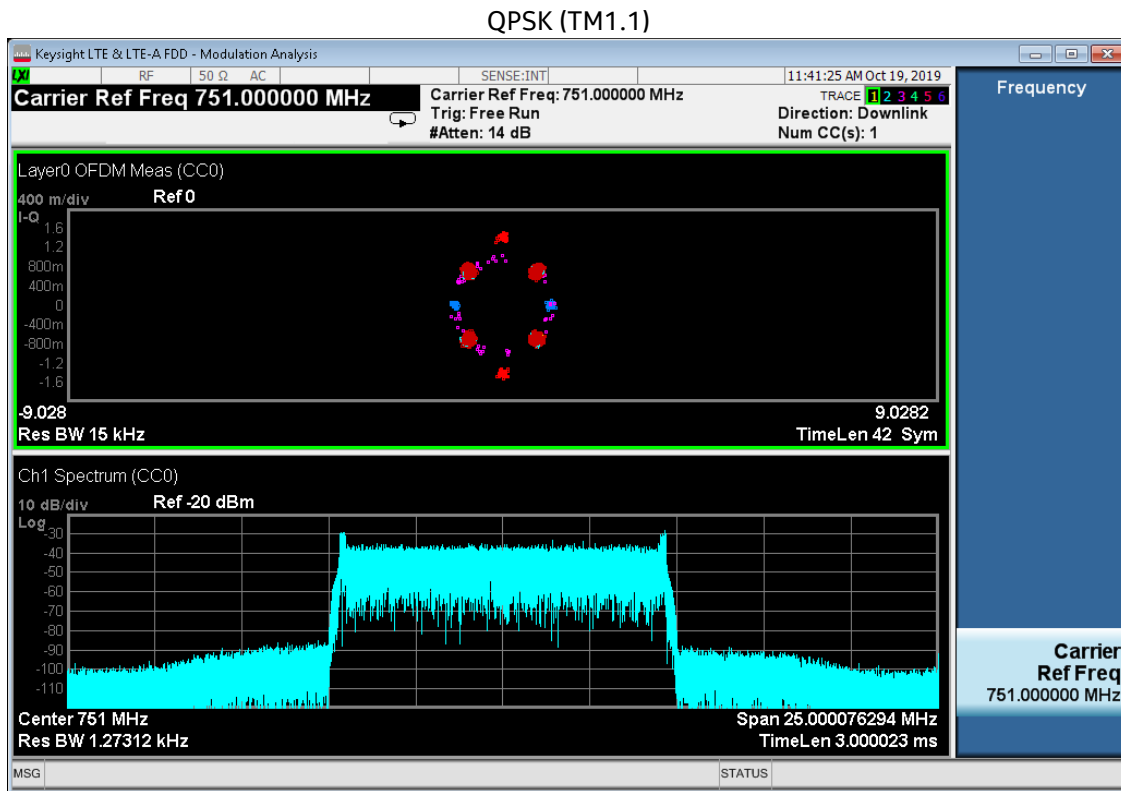 QPSK (TM1.1)
Keysight LTE & LTE-A FDD - Modulation Analysis
LXI RF 50 Ω AC SENSE:INT 11:41:25 AM Oct 19, 2019
Carrier Ref Freq 751.000000 MHz
Carrier Ref Freq: 751.000000 MHz
Trig: Free Run
#Atten: 14 dB
TRACE 1 2 3 4 5 6
Direction: Downlink
Num CC(s): 1
Frequency
Layer0 OFDM Meas (CC0)
400 m/div Ref 0
I-Q
1.6
1.2
800m
400m
0
-400m
-800m
-1.2
-1.6
-9.028 9.0282
Res BW 15 kHz TimeLen 42 Sym
Ch1 Spectrum (CC0)
10 dB/div Ref -20 dBm
Log
-30
-40
-50
-60
-70
-80
-90
-100
-110
Center 751 MHz Span 25.000076294 MHz
Res BW 1.27312 kHz TimeLen 3.000023 ms
Carrier
Ref Freq
751.000000 MHz
MSG STATUS